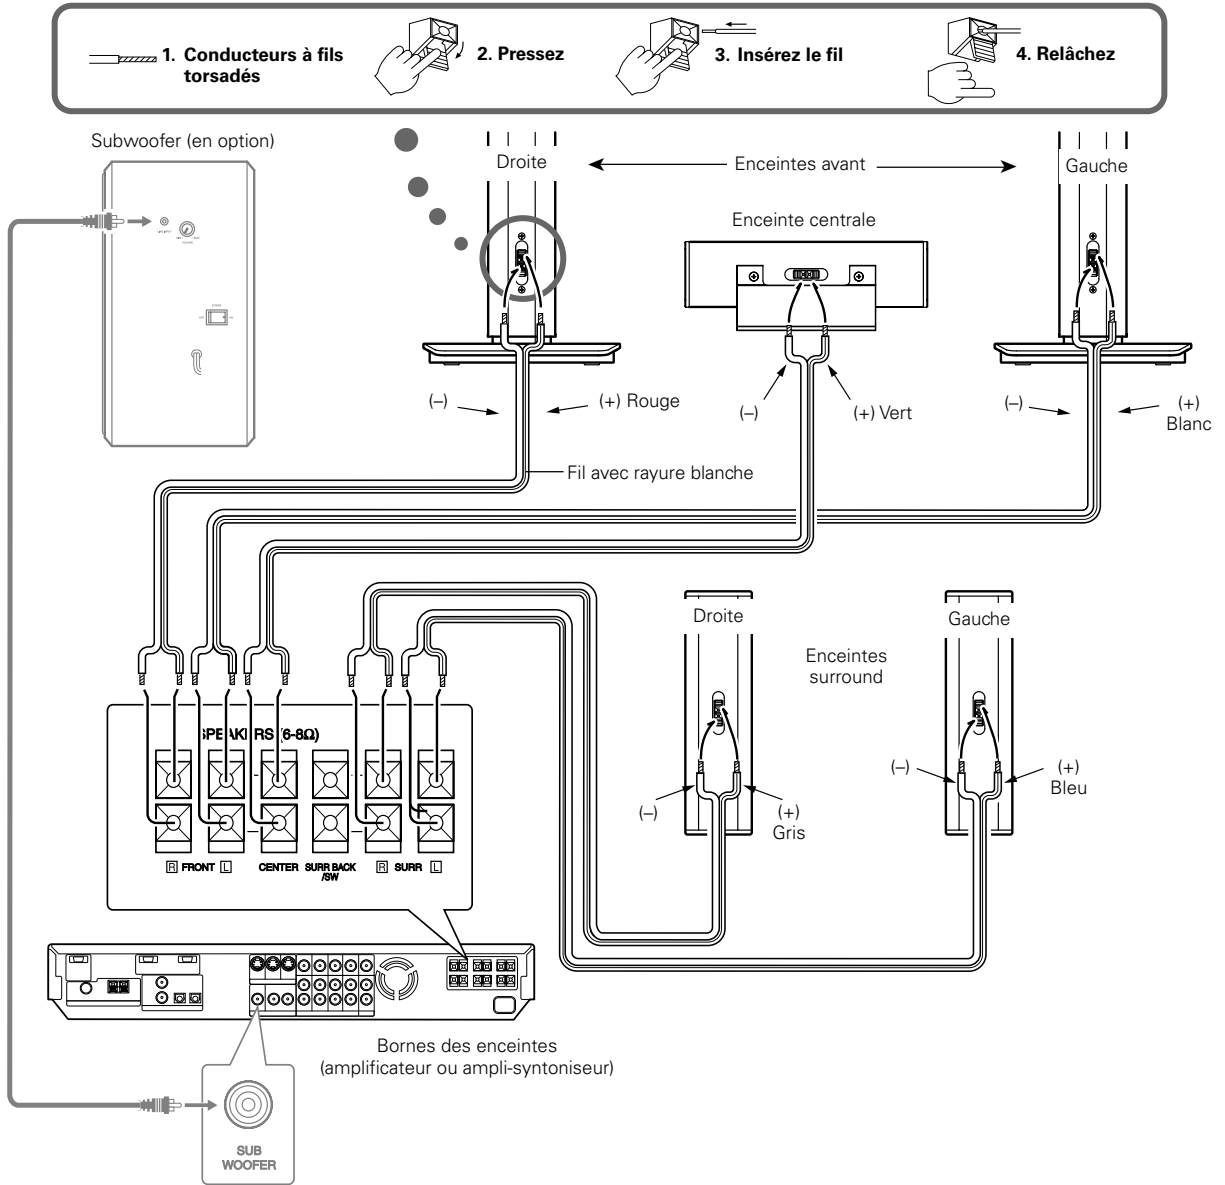 1. Conducteurs à fils
torsadés
2. Pressez
3. Insérez le fil
4. Relâchez
Subwoofer (en option)
Droite
Enceintes avant
Gauche
Enceinte centrale
(–)
(+) Rouge
(–)
(+) Vert
(–)
(+)
Blanc
Fil avec rayure blanche
Droite
Gauche
Enceintes
surround
(–)
(+)
Gris
(–)
(+)
Bleu
SPEAKERS (6-8Ω)
R FRONT L
CENTER
SURR BACK
/SW
R SURR L
Bornes des enceintes
(amplificateur ou ampli-syntoniseur)
SUB
WOOFER